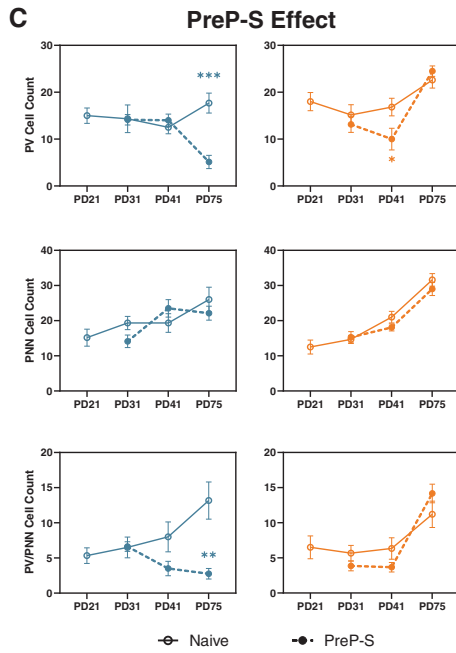 C
PreP-S Effect
PV Cell Count
30
20
10
0
***
PD21 PD31 PD41 PD75
30
20
10
0
*
PD21 PD31 PD41 PD75
PNN Cell Count
40
30
20
10
0
PD21 PD31 PD41 PD75
40
30
20
10
0
PD21 PD31 PD41 PD75
PV/PNN Cell Count
20
15
10
5
0
**
PD21 PD31 PD41 PD75
20
15
10
5
0
PD21 PD31 PD41 PD75
Naive PreP-S